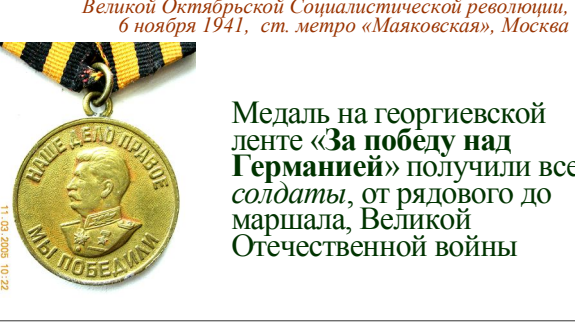 Великой Октябрьской Социалистической революции,
6 ноября 1941, ст. метро «Маяковская», Москва
НАШЕ ДЕЛО ПРАВОЕ
МЫ ПОБЕДИЛИ
11.03.2005 10:22
Медаль на георгиевской
ленте «За победу над
Германией» получили все
солдаты, от рядового до
маршала, Великой
Отечественной войны